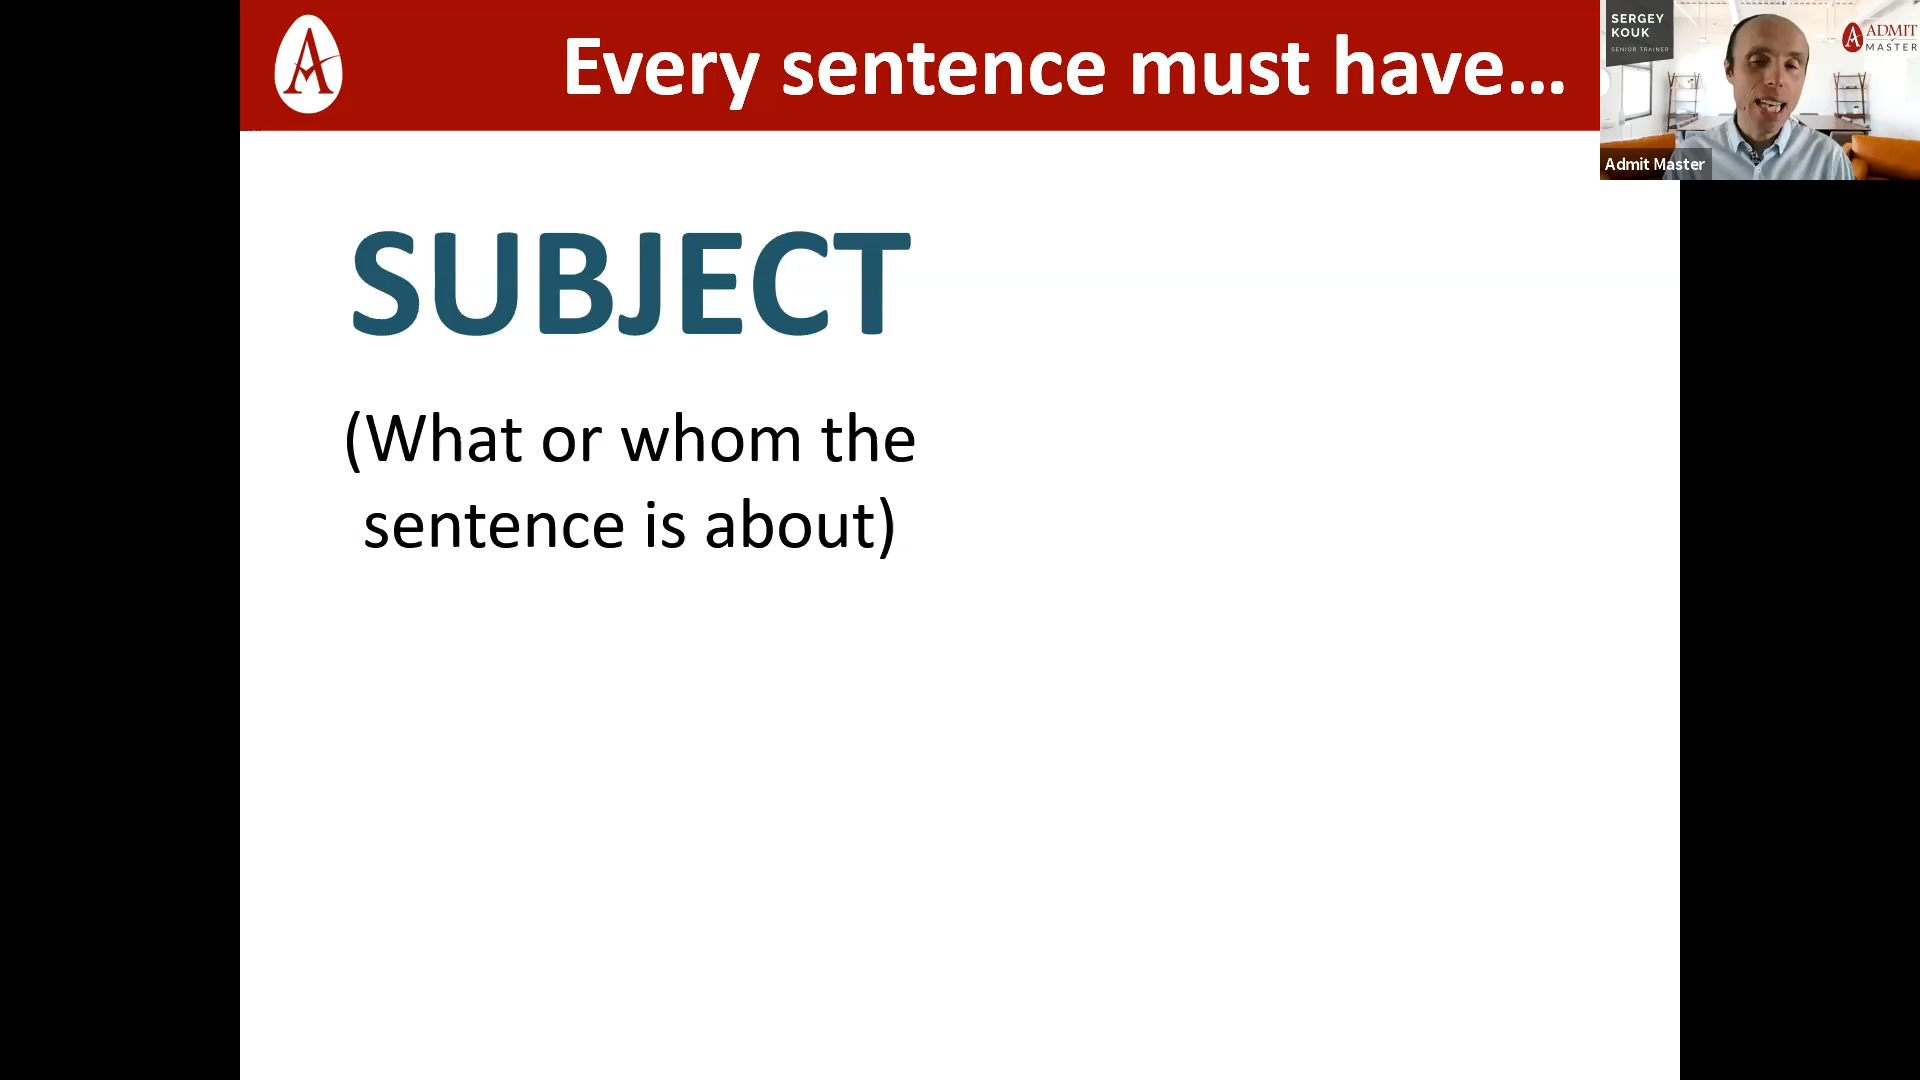 Every sentence must have...
SERGEY
KOUK
SENIOR TRAINER
ADMIT
MASTER
Admit Master
SUBJECT
(What or whom the
sentence is about)